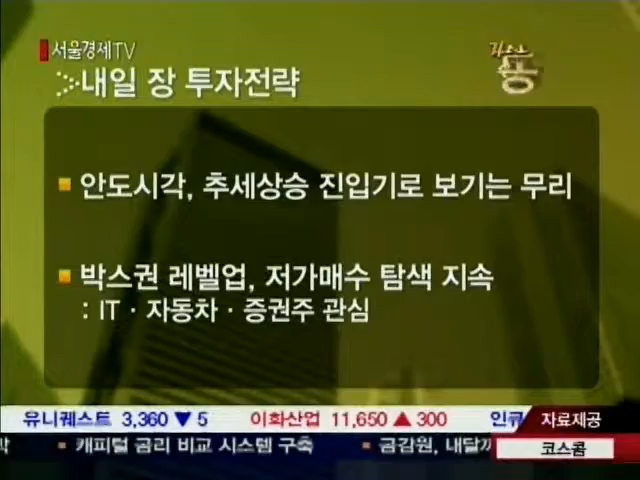 서울경제TV
내일 장 투자전략
안도시각, 추세상승 진입기로 보기는 무리
박스권 레벨업, 저가매수 탐색 지속
: IT · 자동차 · 증권주 관심
유니퀘스트 3,360 ▼ 5 이화산업 11,650 ▲ 300 인큐
자료제공
캐피털 금리 비교 시스템 구축 금감원, 내달
코스콤